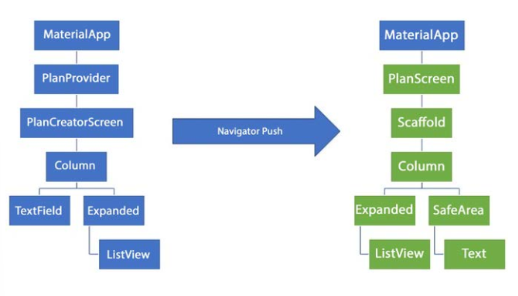 MaterialApp
PlanProvider
PlanCreatorScreen
Column
TextField
Expanded
ListView
Navigator Push
MaterialApp
PlanScreen
Scaffold
Column
Expanded
SafeArea
ListView
Text